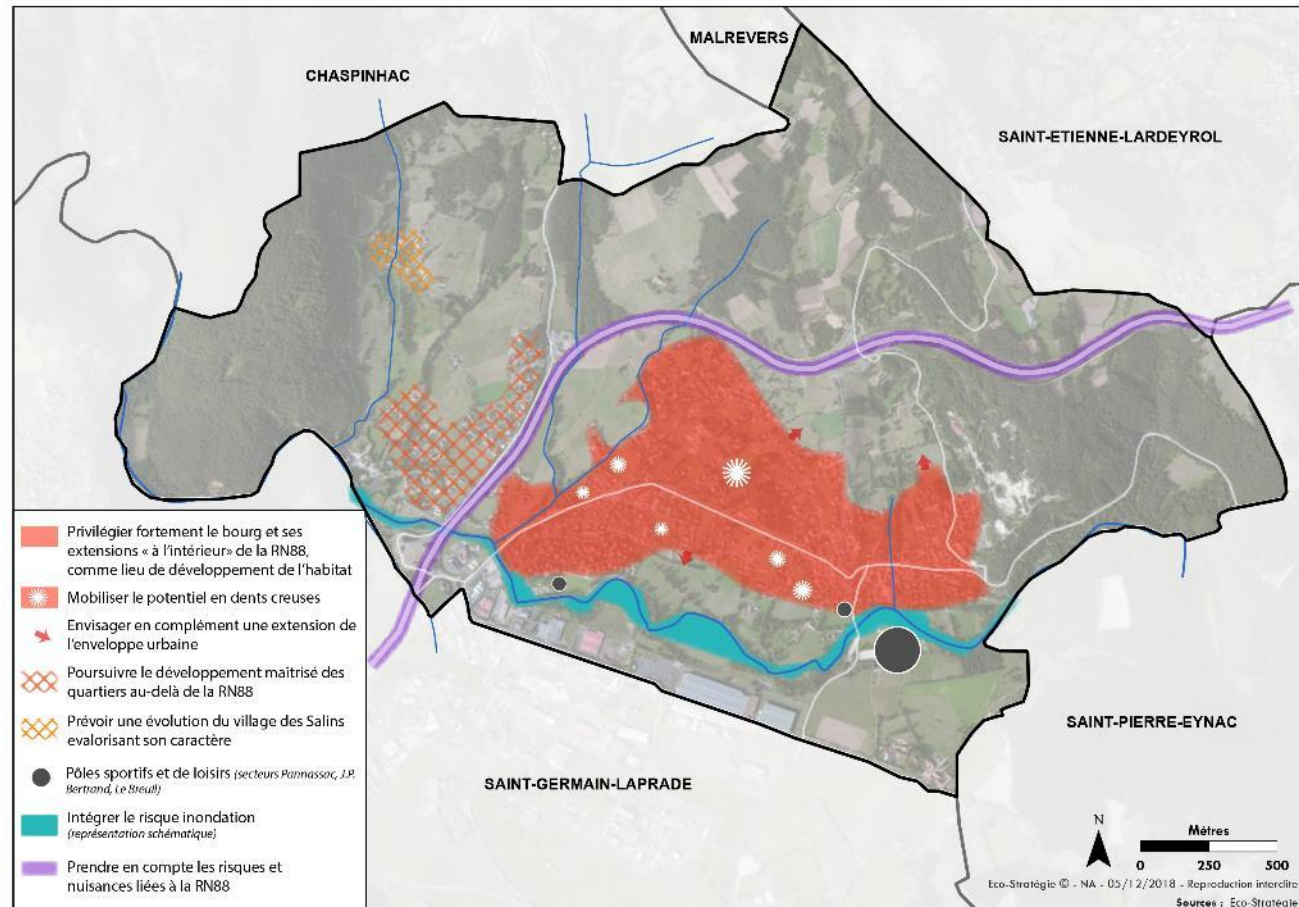 MALREVERS
CHASPINHAC
SAINT-ETIENNE-LARDEYROL
Privilégier fortement le bourg et ses
extensions « à l'intérieur» de la RN88,
comme lieu de développement de l'habitat
Mobiliser le potentiel en dents creuses
Envisager en complément une extension de
l'enveloppe urbaine
Poursuivre le développement maîtrisé des
quartiers au-delà de la RN88
Prévoir une évolution du village des Salins
evalorisant son caractère
Pôles sportifs et de loisirs (secteurs Pannassac, J.P.
Bertrand, Le Breuil)
Intégrer le risque inondation
(représentation schématique)
Prendre en compte les risques et
nuisances liées à la RN88
SAINT-PIERRE-EYNAC
SAINT-GERMAIN-LAPRADE
N
Mètres
0 250 500
Eco-Stratégie © - NA - 05/12/2018 - Reproduction interdite
Sources : Eco-Stratégie